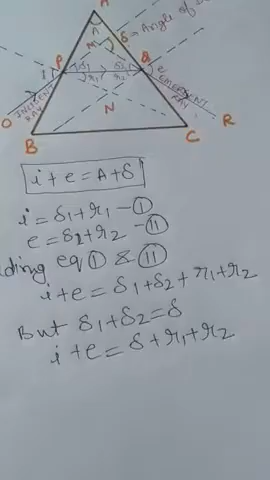 A
A
M
δ = Angle of
P
Q
i
δ1
δ2
e
r1
r2
INCIDENT RAY
EMERGENT RAY
N
O
R
B
C
i + e = A + δ
i = δ1 + r1 - I
e = δ2 + r2 - II
ding eq I & II
i + e = δ1 + δ2 + r1 + r2
But δ1 + δ2 = δ
i + e = δ + r1 + r2